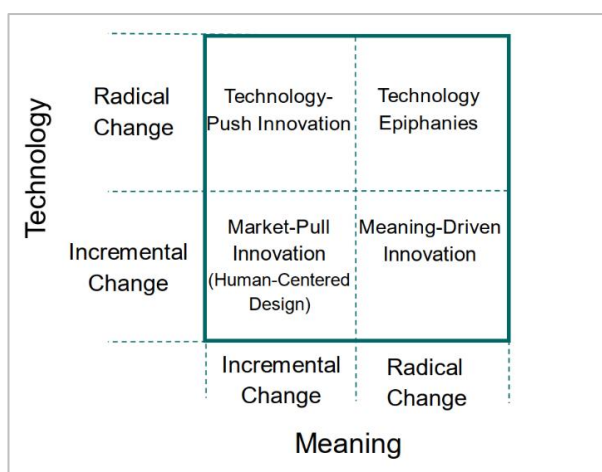 Technology
Radical
Change
Technology-
Push Innovation
Technology
Epiphanies
Incremental
Change
Market-Pull
Innovation
(Human-Centered
Design)
Meaning-Driven
Innovation
Incremental
Change
Radical
Change
Meaning